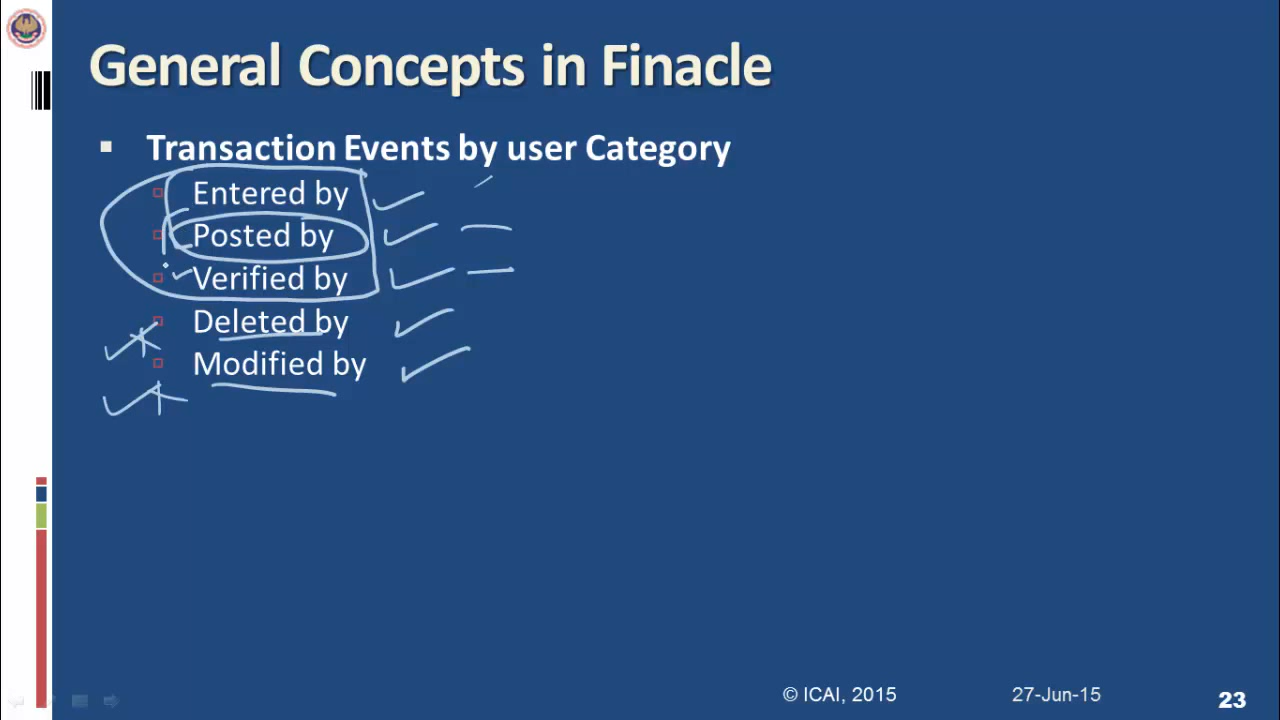 General Concepts in Finacle
Transaction Events by user Category
Entered by
Posted by
Verified by
Deleted by
Modified by
© ICAI, 2015
27-Jun-15
23